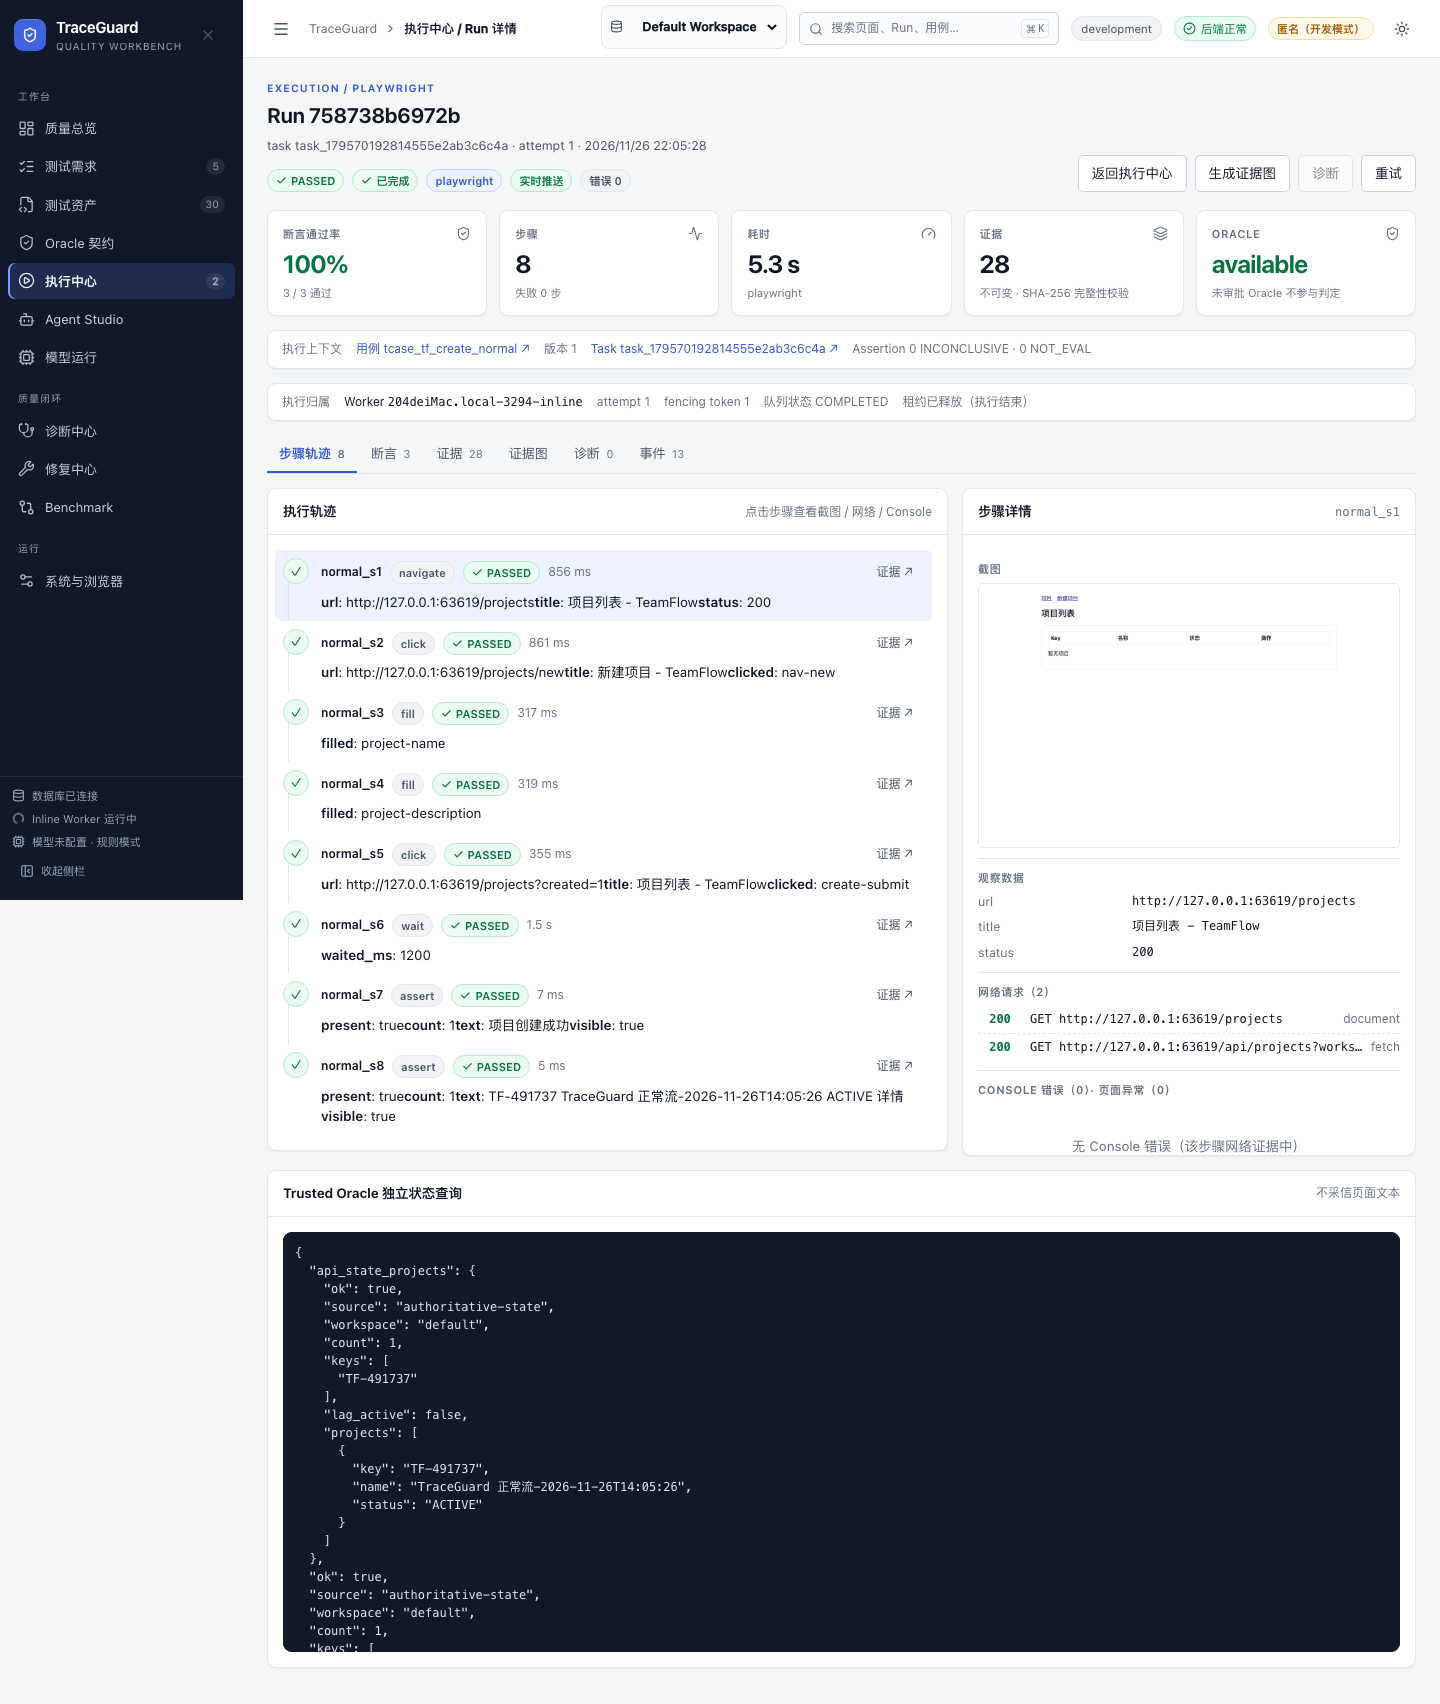 TraceGuard
QUALITY WORKBENCH
工作台
质量总览
测试需求 5
测试资产 30
Oracle 契约
执行中心 2
Agent Studio
模型运行
质量闭环
诊断中心
修复中心
Benchmark
运行
系统与浏览器
数据库已连接
Inline Worker 运行中
模型未配置 · 规则模式
收起侧栏
TraceGuard 执行中心 / Run 详情 Default Workspace 搜索页面、Run、用例... ⌘ K development 后端正常 匿名（开发模式）
EXECUTION / PLAYWRIGHT
Run 758738b6972b
task task_179570192814555e2ab3c6c4a · attempt 1 · 2026/11/26 22:05:28
PASSED 已完成 playwright 实时推送 错误 0
返回执行中心 生成证据图 诊断 重试
断言通过率
100%
3 / 3 通过
步骤
8
失败 0 步
耗时
5.3 s
playwright
证据
28
不可变 · SHA-256 完整性校验
ORACLE
available
未审批 Oracle 不参与判定
执行上下文 用例 tcase_tf_create_normal ↗ 版本 1 Task task_179570192814555e2ab3c6c4a ↗ Assertion 0 INCONCLUSIVE · 0 NOT_EVAL
执行归属 Worker 204deiMac.local-3294-inline attempt 1 fencing token 1 队列状态 COMPLETED 租约已释放（执行结束）
步骤轨迹 8 断言 3 证据 28 证据图 诊断 0 事件 13
执行轨迹 点击步骤查看截图 / 网络 / Console
normal_s1 navigate PASSED 856 ms 证据 ↗
url: http://127.0.0.1:63619/projectstitle: 项目列表 - TeamFlowstatus: 200
normal_s2 click PASSED 861 ms 证据 ↗
url: http://127.0.0.1:63619/projects/newtitle: 新建项目 - TeamFlowclicked: nav-new
normal_s3 fill PASSED 317 ms 证据 ↗
filled: project-name
normal_s4 fill PASSED 319 ms 证据 ↗
filled: project-description
normal_s5 click PASSED 355 ms 证据 ↗
url: http://127.0.0.1:63619/projects?created=1title: 项目列表 - TeamFlowclicked: create-submit
normal_s6 wait PASSED 1.5 s 证据 ↗
waited_ms: 1200
normal_s7 assert PASSED 7 ms 证据 ↗
present: truecount: 1text: 项目创建成功visible: true
normal_s8 assert PASSED 5 ms 证据 ↗
present: truecount: 1text: TF-491737 TraceGuard 正常流-2026-11-26T14:05:26 ACTIVE 详情
visible: true
步骤详情 normal_s1
截图
项目 新建项目
项目列表
Key 名称 状态 操作
暂无项目
观察数据
url http://127.0.0.1:63619/projects
title 项目列表 - TeamFlow
status 200
网络请求（2）
200 GET http://127.0.0.1:63619/projects document
200 GET http://127.0.0.1:63619/api/projects?works… fetch
CONSOLE 错误（0）· 页面异常（0）
无 Console 错误（该步骤网络证据中）
Trusted Oracle 独立状态查询 不采信页面文本
{
"api_state_projects": {
"ok": true,
"source": "authoritative-state",
"workspace": "default",
"count": 1,
"keys": [
"TF-491737"
],
"lag_active": false,
"projects": [
{
"key": "TF-491737",
"name": "TraceGuard 正常流-2026-11-26T14:05:26",
"status": "ACTIVE"
}
]
},
"ok": true,
"source": "authoritative-state",
"workspace": "default",
"count": 1,
"keys": [